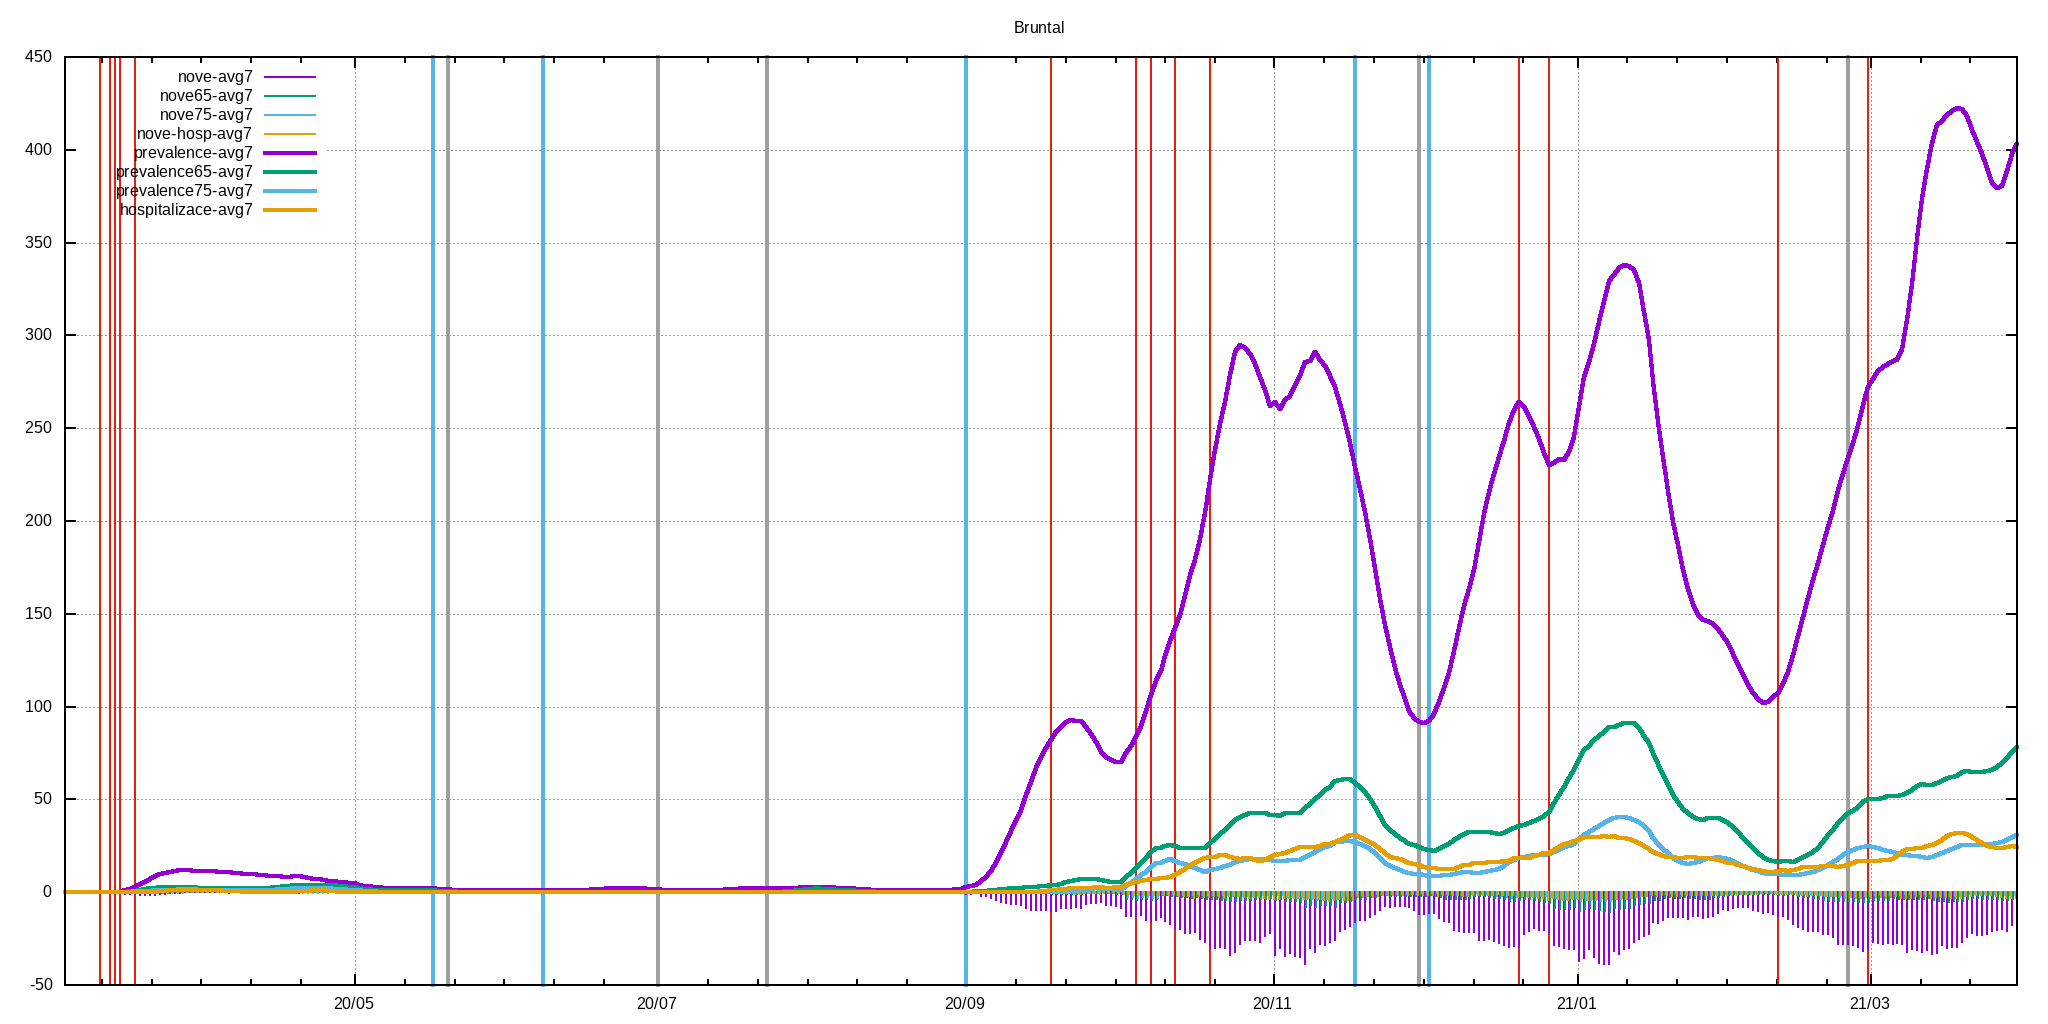 Bruntal
450
400
350
300
250
200
150
100
50
0
-50
nove-avg7
nove65-avg7
nove75-avg7
nove-hosp-avg7
prevalence-avg7
prevalence65-avg7
prevalence75-avg7
hospitalizace-avg7
20/05
20/07
20/09
20/11
21/01
21/03